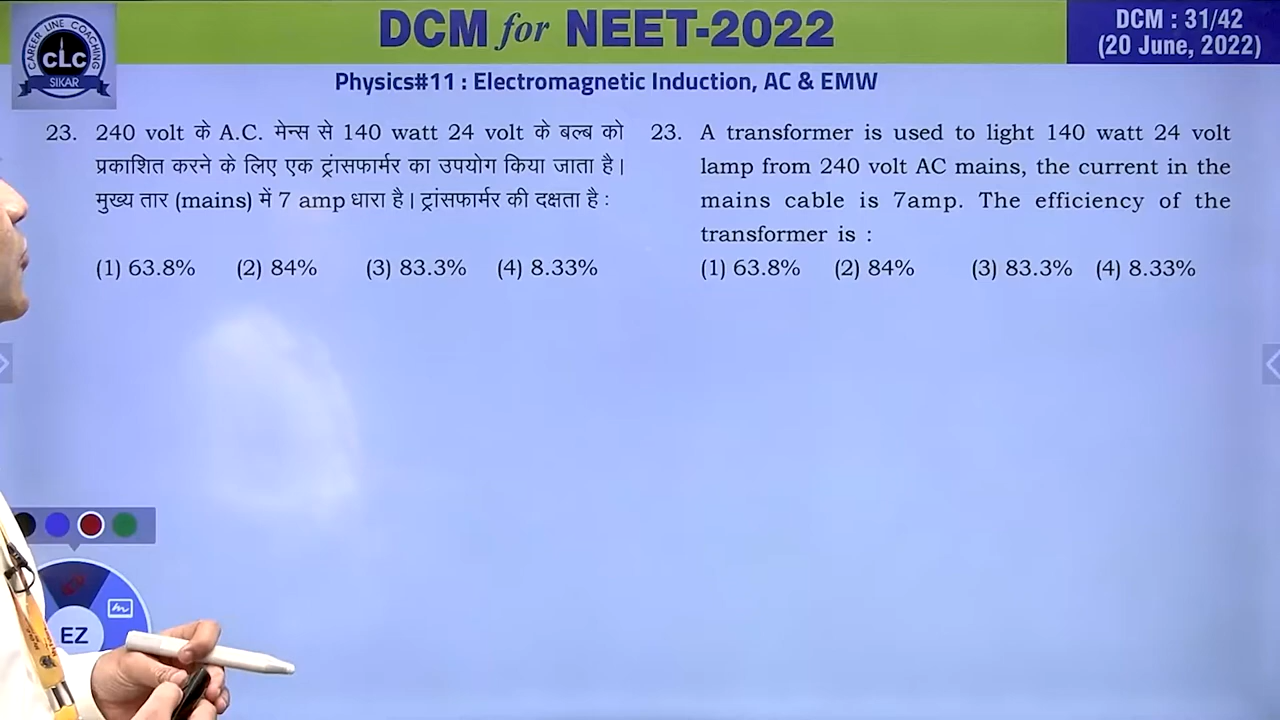 DCM for NEET-2022
DCM : 31/42
(20 June, 2022)
CAREER LINE COACHING
CLC
SIKAR
Physics#11 : Electromagnetic Induction, AC & EMW
23. 240 volt के A.C. मेन्स से 140 watt 24 volt के बल्ब को
प्रकाशित करने के लिए एक ट्रांसफार्मर का उपयोग किया जाता है।
मुख्य तार (mains) में 7 amp धारा है। ट्रांसफार्मर की दक्षता है :
(1) 63.8% (2) 84% (3) 83.3% (4) 8.33%
23. A transformer is used to light 140 watt 24 volt
lamp from 240 volt AC mains, the current in the
mains cable is 7amp. The efficiency of the
transformer is :
(1) 63.8% (2) 84% (3) 83.3% (4) 8.33%
EZ